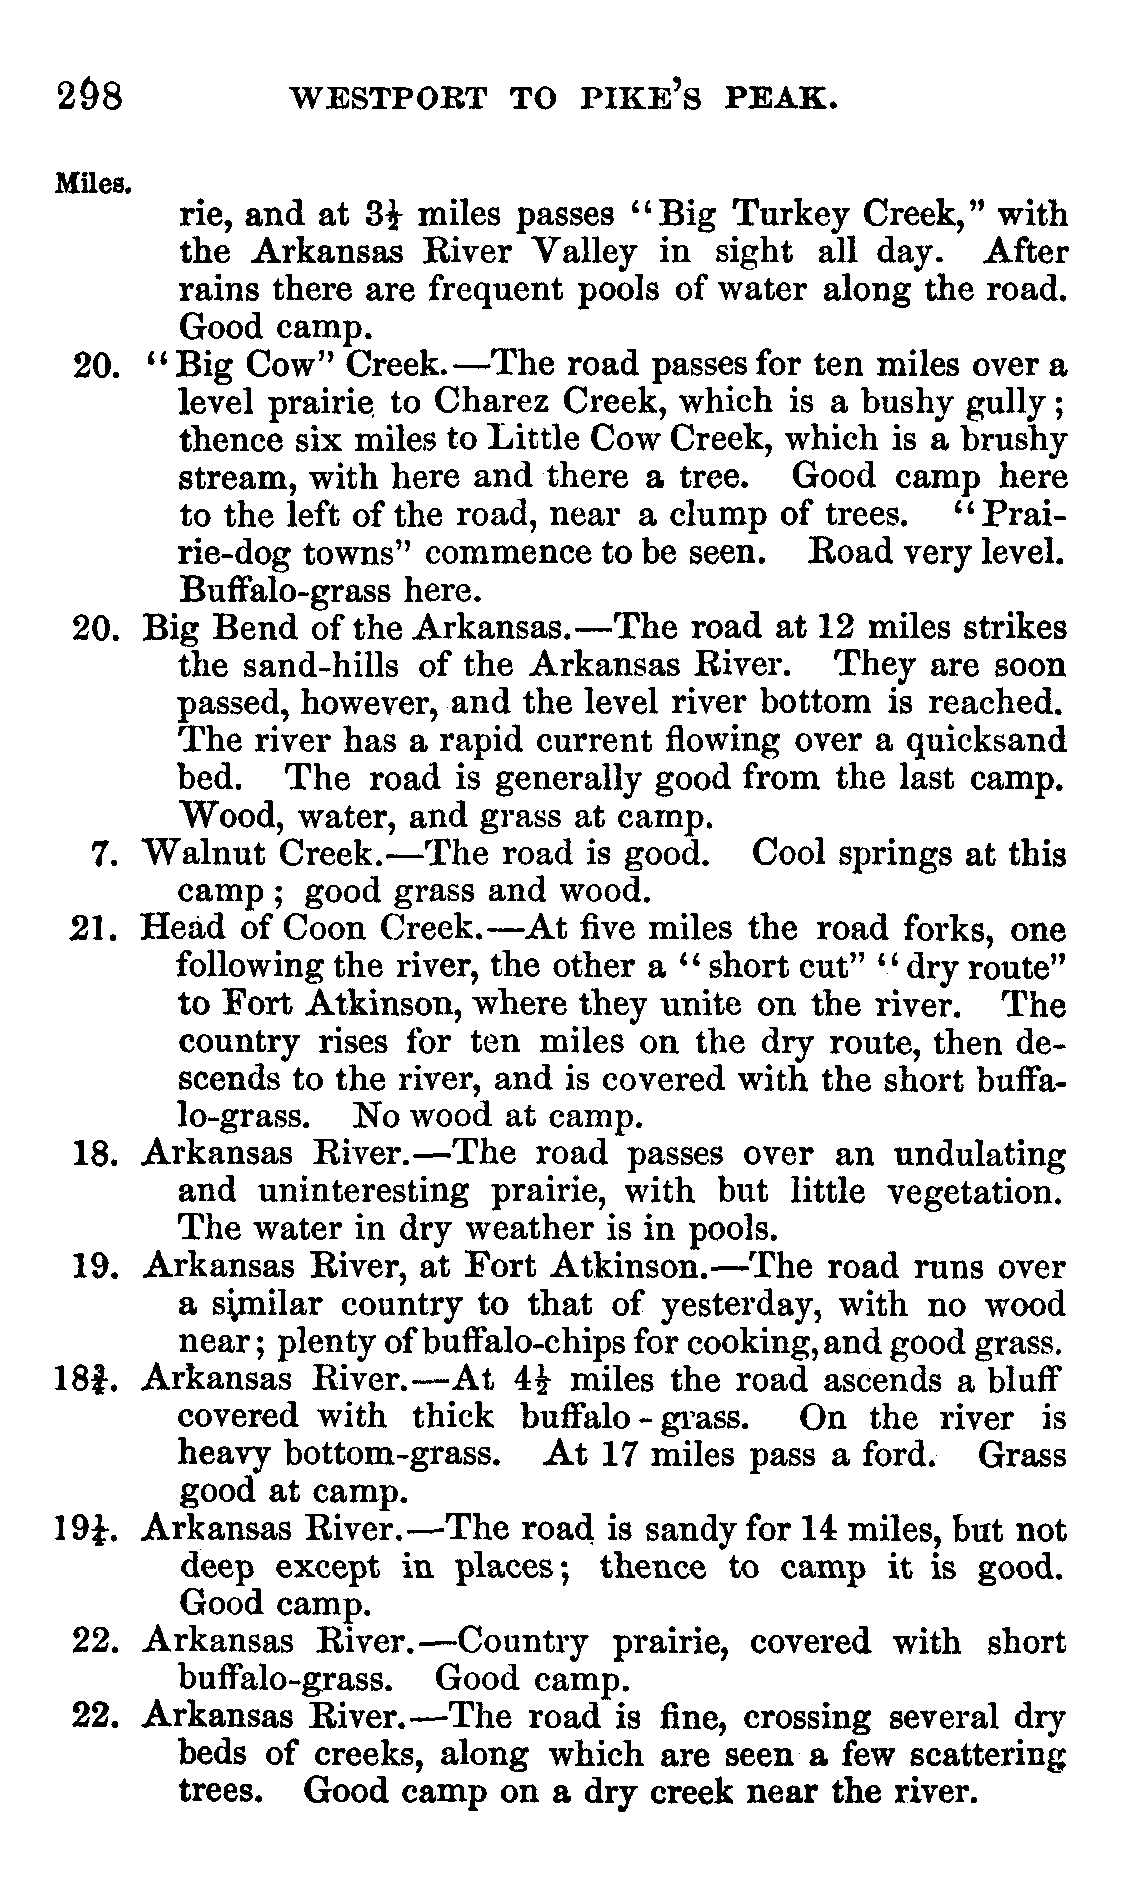 298 WESTPORT TO PIKE'S PEAK.
Miles.
rie, and at 3½ miles passes "Big Turkey Creek," with
the Arkansas River Valley in sight all day. After
rains there are frequent pools of water along the road.
Good camp.
20. "Big Cow" Creek.—The road passes for ten miles over a
level prairie to Charez Creek, which is a bushy gully;
thence six miles to Little Cow Creek, which is a brushy
stream, with here and there a tree. Good camp here
to the left of the road, near a clump of trees. "Prai-
rie-dog towns" commence to be seen. Road very level.
Buffalo-grass here.
20. Big Bend of the Arkansas.—The road at 12 miles strikes
the sand-hills of the Arkansas River. They are soon
passed, however, and the level river bottom is reached.
The river has a rapid current flowing over a quicksand
bed. The road is generally good from the last camp.
Wood, water, and grass at camp.
7. Walnut Creek.—The road is good. Cool springs at this
camp; good grass and wood.
21. Head of Coon Creek.—At five miles the road forks, one
following the river, the other a "short cut" "dry route"
to Fort Atkinson, where they unite on the river. The
country rises for ten miles on the dry route, then de-
scends to the river, and is covered with the short buffa-
lo-grass. No wood at camp.
18. Arkansas River.—The road passes over an undulating
and uninteresting prairie, with but little vegetation.
The water in dry weather is in pools.
19. Arkansas River, at Fort Atkinson.—The road runs over
a similar country to that of yesterday, with no wood
near; plenty of buffalo-chips for cooking, and good grass.
18¾. Arkansas River.—At 4½ miles the road ascends a bluff
covered with thick buffalo-grass. On the river is
heavy bottom-grass. At 17 miles pass a ford. Grass
good at camp.
19¼. Arkansas River.—The road is sandy for 14 miles, but not
deep except in places; thence to camp it is good.
Good camp.
22. Arkansas River.—Country prairie, covered with short
buffalo-grass. Good camp.
22. Arkansas River.—The road is fine, crossing several dry
beds of creeks, along which are seen a few scattering
trees. Good camp on a dry creek near the river.